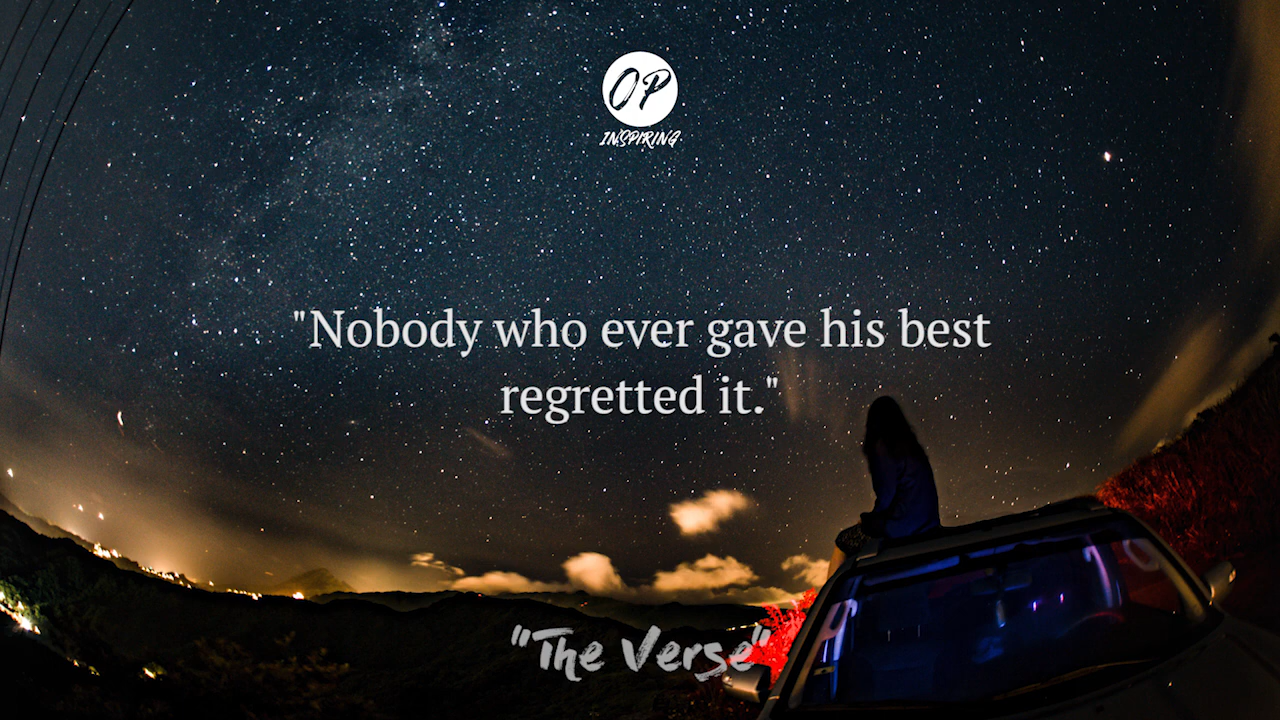 OP
INSPIRING
"Nobody who ever gave his best
regretted it."
"The Verse"